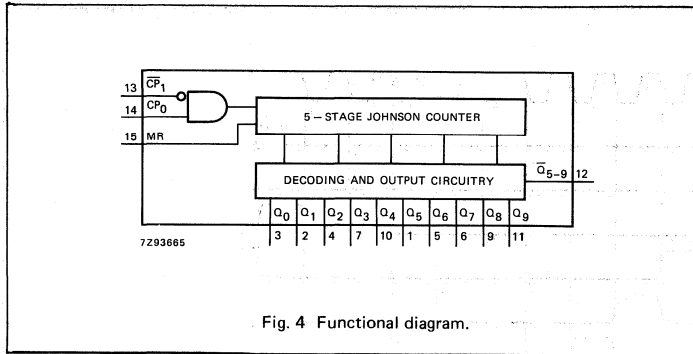 13 C̅P̅1
14 CP0
15 MR
5 – STAGE JOHNSON COUNTER
DECODING AND OUTPUT CIRCUITRY
Q̅5–9 12
Q0 Q1 Q2 Q3 Q4 Q5 Q6 Q7 Q8 Q9
3 2 4 7 10 1 5 6 9 11
7Z93665
Fig. 4 Functional diagram.